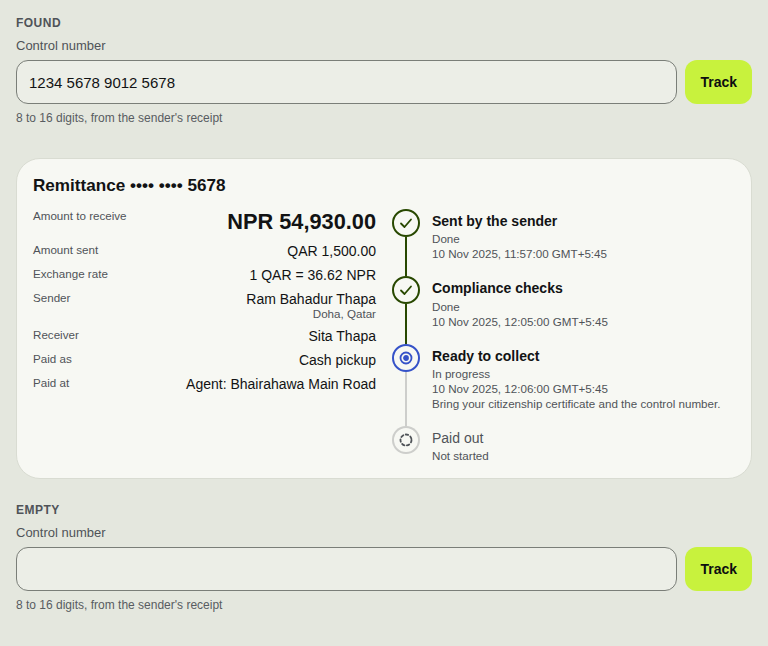 FOUND
Control number
1234 5678 9012 5678
Track
8 to 16 digits, from the sender's receipt
Remittance •••• •••• 5678
Amount to receive
NPR 54,930.00
Amount sent
QAR 1,500.00
Exchange rate
1 QAR = 36.62 NPR
Sender
Ram Bahadur Thapa
Doha, Qatar
Receiver
Sita Thapa
Paid as
Cash pickup
Paid at
Agent: Bhairahawa Main Road
Sent by the sender
Done
10 Nov 2025, 11:57:00 GMT+5:45
Compliance checks
Done
10 Nov 2025, 12:05:00 GMT+5:45
Ready to collect
In progress
10 Nov 2025, 12:06:00 GMT+5:45
Bring your citizenship certificate and the control number.
Paid out
Not started
EMPTY
Control number
Track
8 to 16 digits, from the sender's receipt